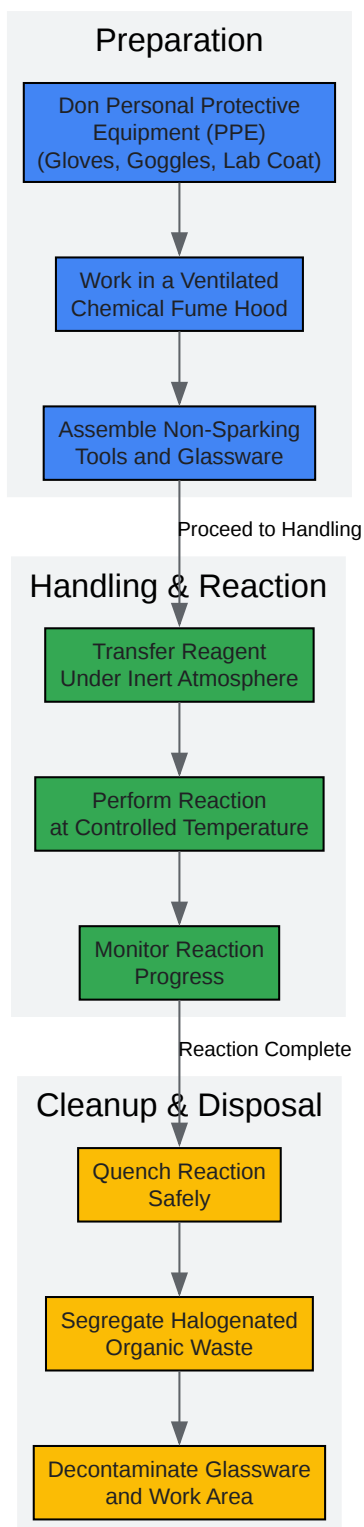 Preparation
Don Personal Protective
Equipment (PPE)
(Gloves, Goggles, Lab Coat)
Work in a Ventilated
Chemical Fume Hood
Assemble Non-Sparking
Tools and Glassware
Proceed to Handling
Handling & Reaction
Transfer Reagent
Under Inert Atmosphere
Perform Reaction
at Controlled Temperature
Monitor Reaction
Progress
Reaction Complete
Cleanup & Disposal
Quench Reaction
Safely
Segregate Halogenated
Organic Waste
Decontaminate Glassware
and Work Area